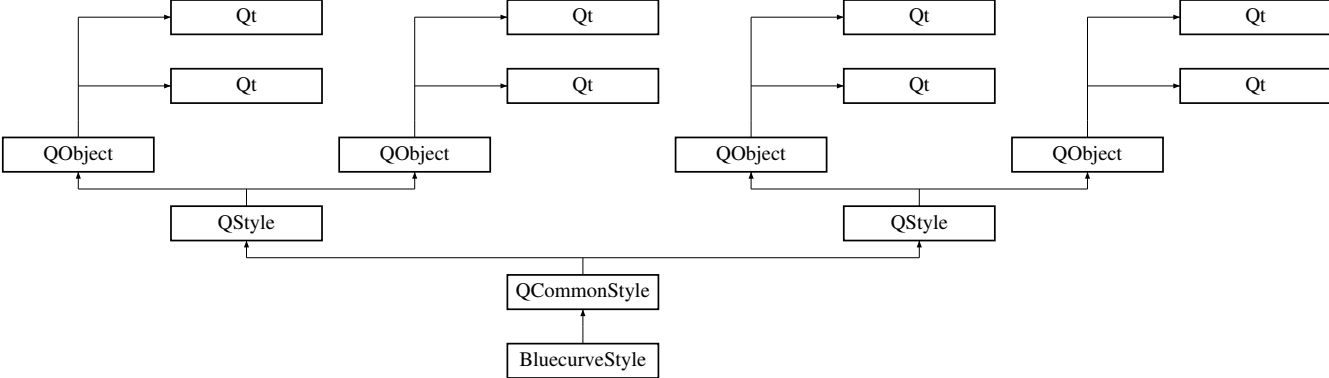 Qt Qt Qt Qt
Qt Qt Qt Qt
QObject QObject QObject QObject
QStyle QStyle
QCommonStyle
BluecurveStyle